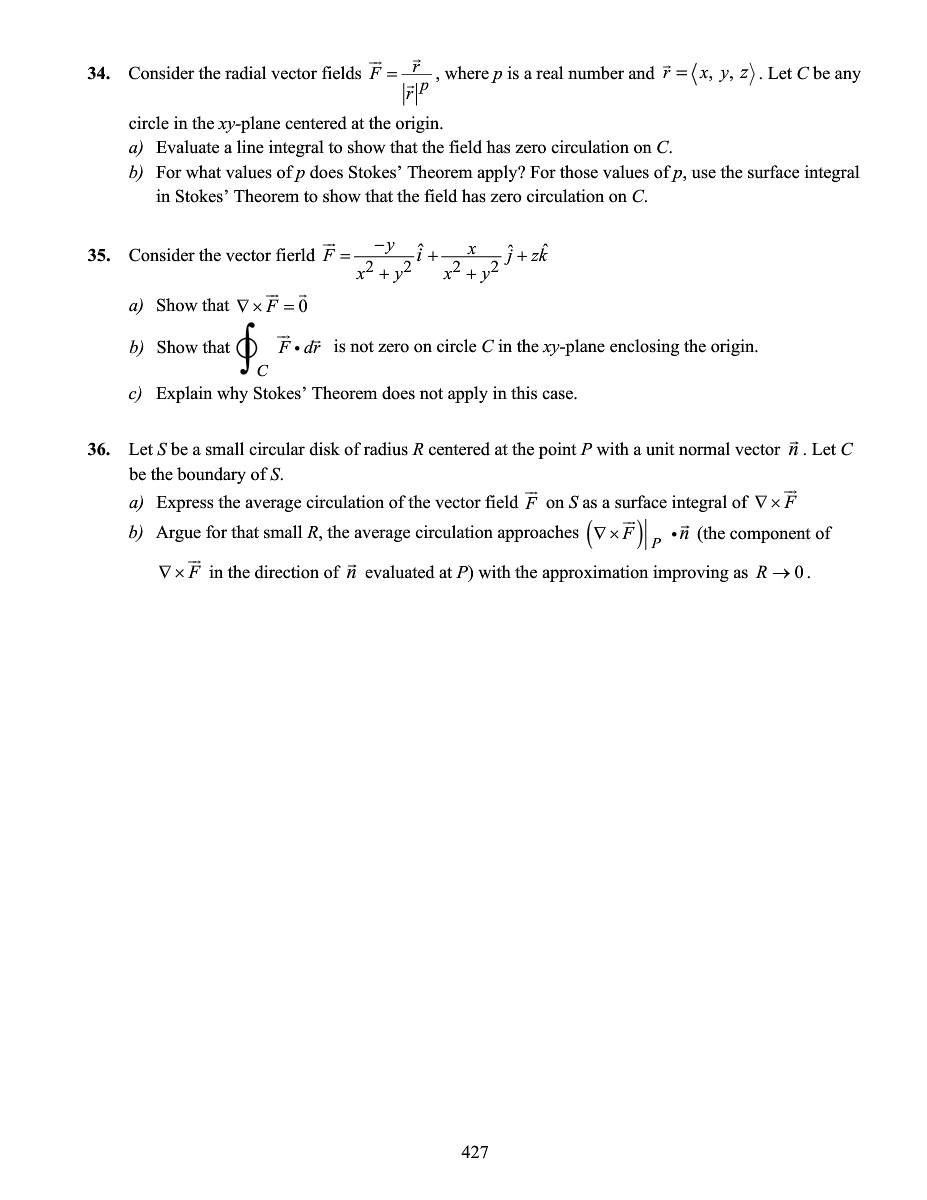 34. Consider the radial vector fields $\vec{F} = \frac{\vec{r}}{|\vec{r}|^p}$, where p is a real number and $\vec{r} = \langle x, y, z \rangle$. Let C be any
circle in the xy-plane centered at the origin.
a) Evaluate a line integral to show that the field has zero circulation on C.
b) For what values of p does Stokes’ Theorem apply? For those values of p, use the surface integral
in Stokes’ Theorem to show that the field has zero circulation on C.
35. Consider the vector fierld $\vec{F} = \frac{-y}{x^2 + y^2}\hat{i} + \frac{x}{x^2 + y^2}\hat{j} + z\hat{k}$
a) Show that $\nabla \times \vec{F} = \vec{0}$
b) Show that $\oint_C \vec{F} \bullet d\vec{r}$ is not zero on circle C in the xy-plane enclosing the origin.
c) Explain why Stokes’ Theorem does not apply in this case.
36. Let S be a small circular disk of radius R centered at the point P with a unit normal vector $\vec{n}$. Let C
be the boundary of S.
a) Express the average circulation of the vector field $\vec{F}$ on S as a surface integral of $\nabla \times \vec{F}$
b) Argue for that small R, the average circulation approaches $(\nabla \times \vec{F})|_P \bullet \vec{n}$ (the component of
$\nabla \times \vec{F}$ in the direction of $\vec{n}$ evaluated at P) with the approximation improving as $R \to 0$.
427